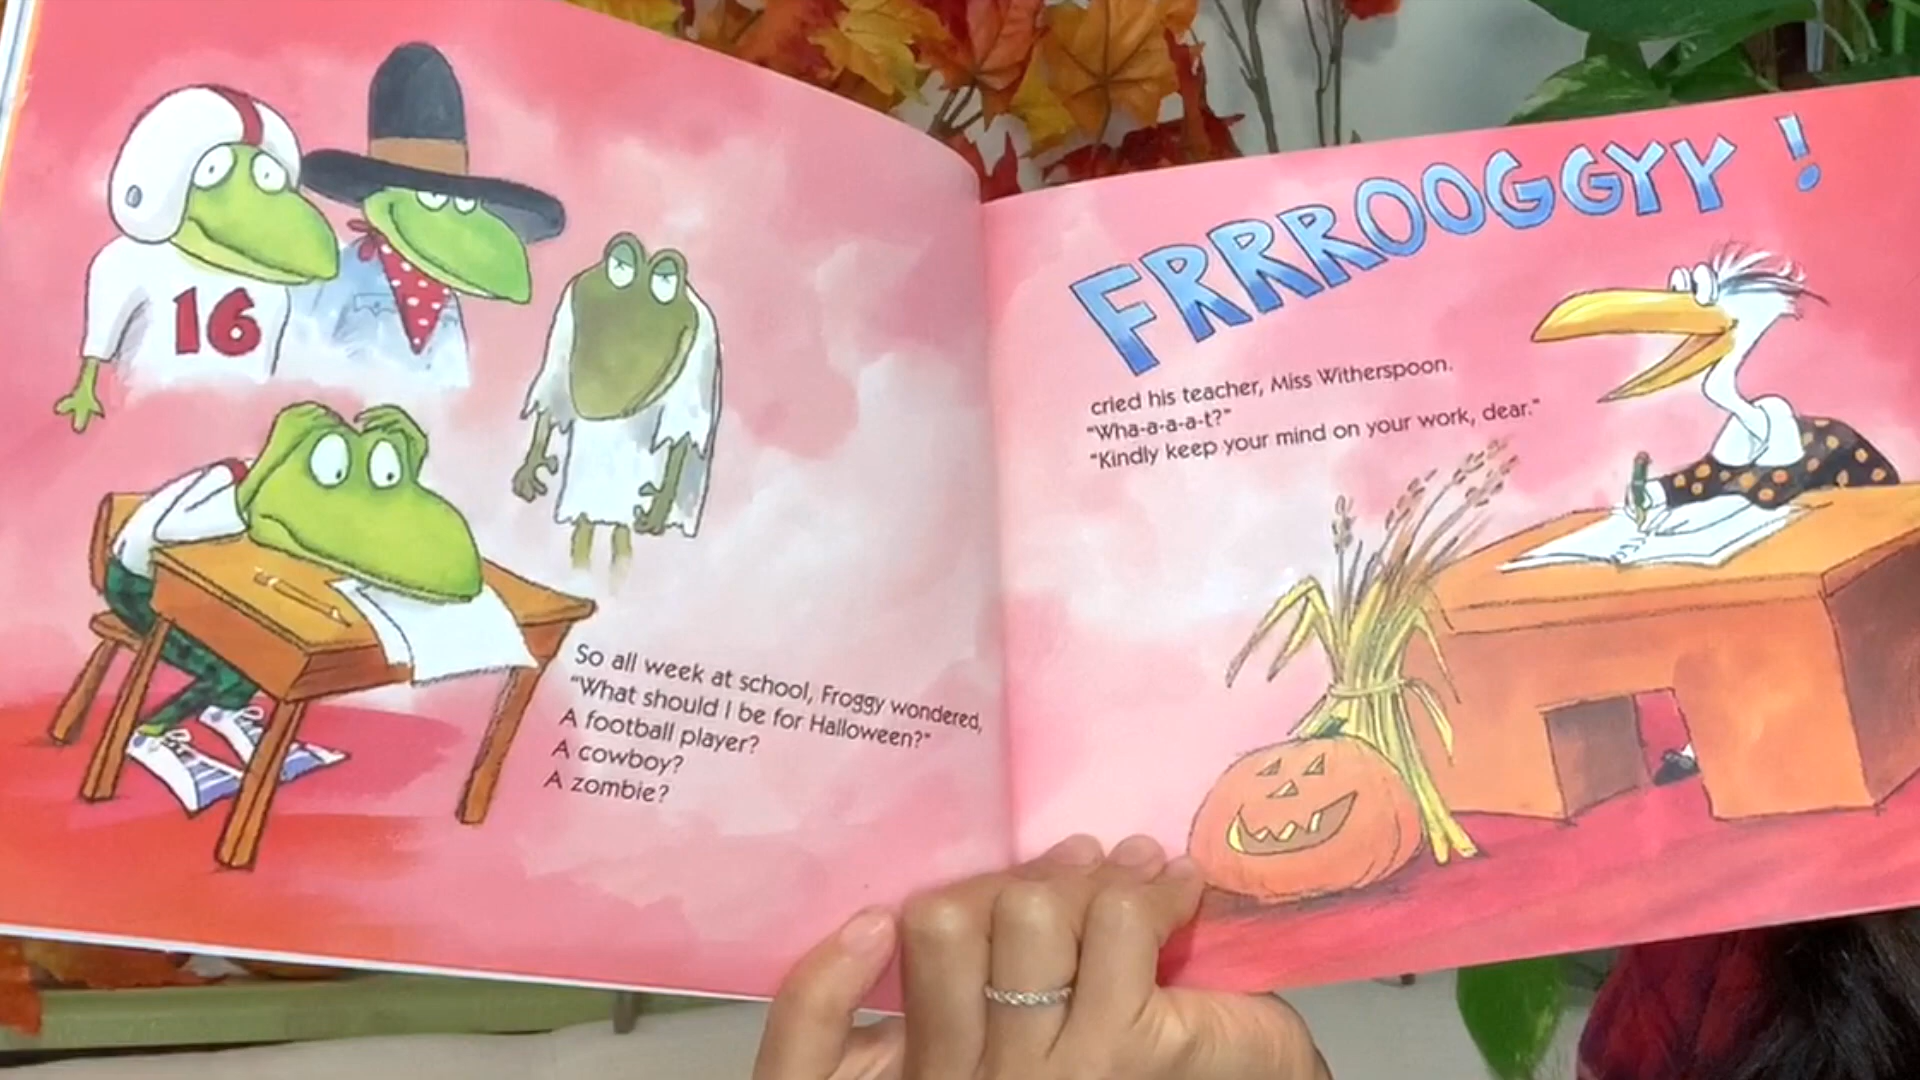 16
So all week at school, Froggy wondered,
"What should I be for Halloween?"
A football player?
A cowboy?
A zombie?
FRRROOGGYY!
cried his teacher, Miss Witherspoon.
"Wha-a-a-a-t?"
"Kindly keep your mind on your work, dear."